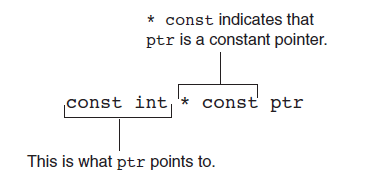 * const indicates that
ptr is a constant pointer.
const int * const ptr
This is what ptr points to.